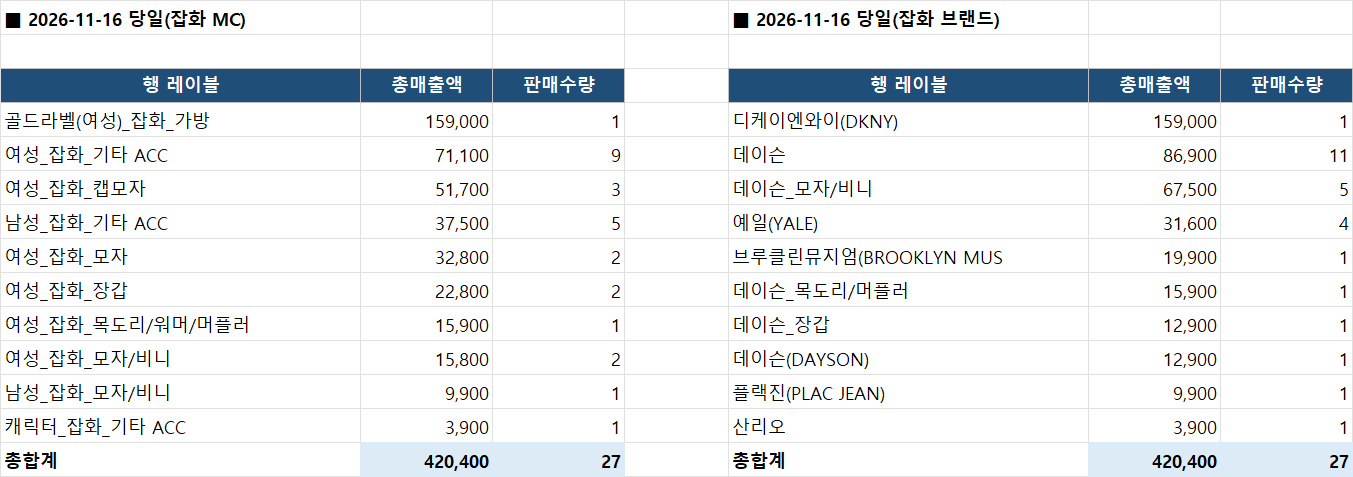 ■ 2026-11-16 당일(잡화 MC)
행 레이블 총매출액 판매수량
골드라벨(여성)_잡화_가방 159,000 1
여성_잡화_기타 ACC 71,100 9
여성_잡화_캡모자 51,700 3
남성_잡화_기타 ACC 37,500 5
여성_잡화_모자 32,800 2
여성_잡화_장갑 22,800 2
여성_잡화_목도리/워머/머플러 15,900 1
여성_잡화_모자/비니 15,800 2
남성_잡화_모자/비니 9,900 1
캐릭터_잡화_기타 ACC 3,900 1
총합계 420,400 27
■ 2026-11-16 당일(잡화 브랜드)
행 레이블 총매출액 판매수량
디케이엔와이(DKNY) 159,000 1
데이슨 86,900 11
데이슨_모자/비니 67,500 5
예일(YALE) 31,600 4
브루클린뮤지엄(BROOKLYN MUS 19,900 1
데이슨_목도리/머플러 15,900 1
데이슨_장갑 12,900 1
데이슨(DAYSON) 12,900 1
플랙진(PLAC JEAN) 9,900 1
산리오 3,900 1
총합계 420,400 27